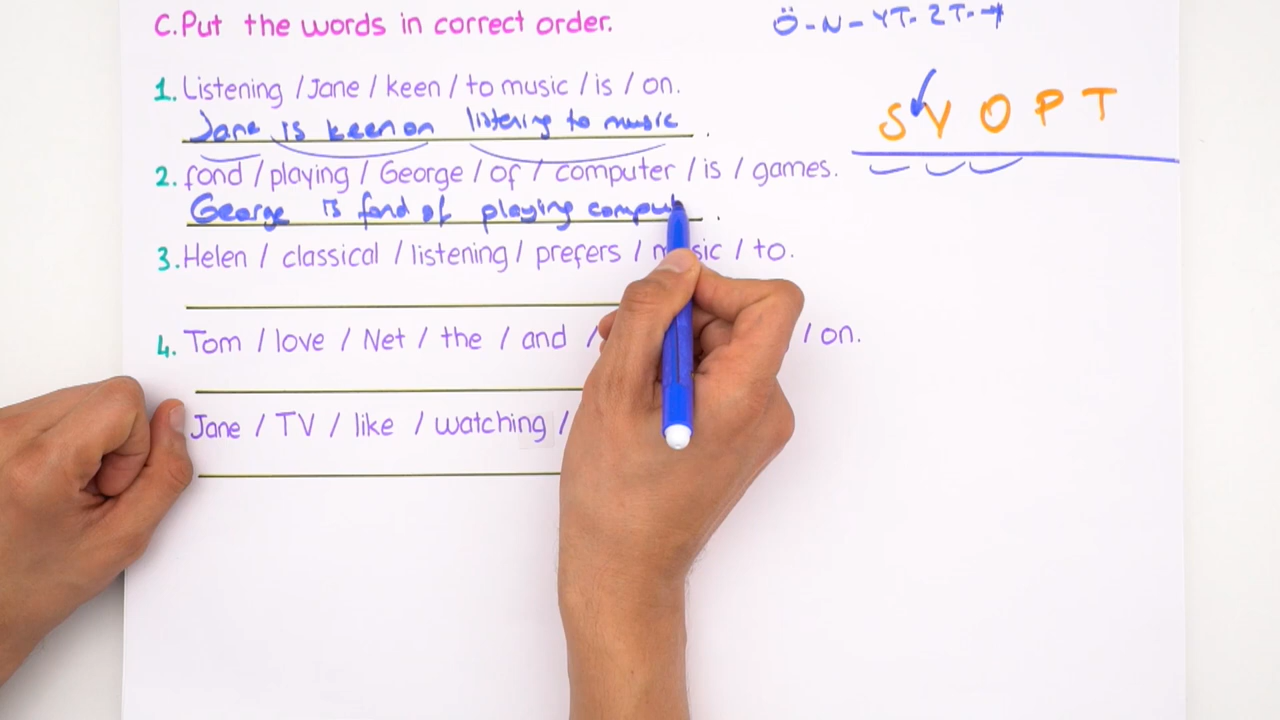 C. Put the words in correct order.
Ö - N - YT - ZT -
1. Listening / Jane / keen / to music / is / on.
Jane is keen on listening to music .
S V O P T
2. fond / playing / George / of / computer / is / games.
George is fond of playing comput .
3. Helen / classical / listening / prefers / / to.
4. Tom / love / Net / the / and / / on.
Jane / TV / like / watching /